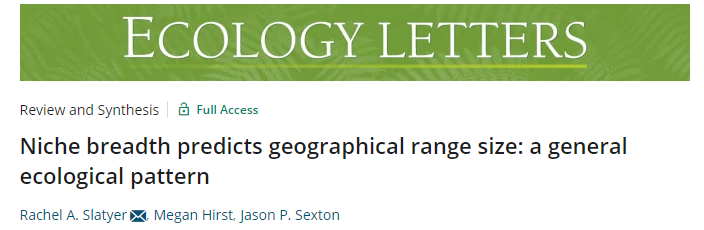 ECOLOGY LETTERS
Review and Synthesis Full Access
Niche breadth predicts geographical range size: a general
ecological pattern
Rachel A. Slatyer, Megan Hirst, Jason P. Sexton